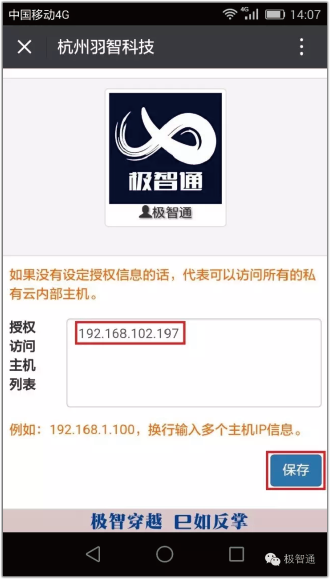 中国移动4G
4G
14:07
杭州羽智科技
极智通
极智通
如果没有设定授权信息的话，代表可以访问所有的私
有云内部主机。
授权
访问
主机
列表
192.168.102.197
例如：192.168.1.100，换行输入多个主机IP信息。
保存
极智穿越 已如反掌
极智通